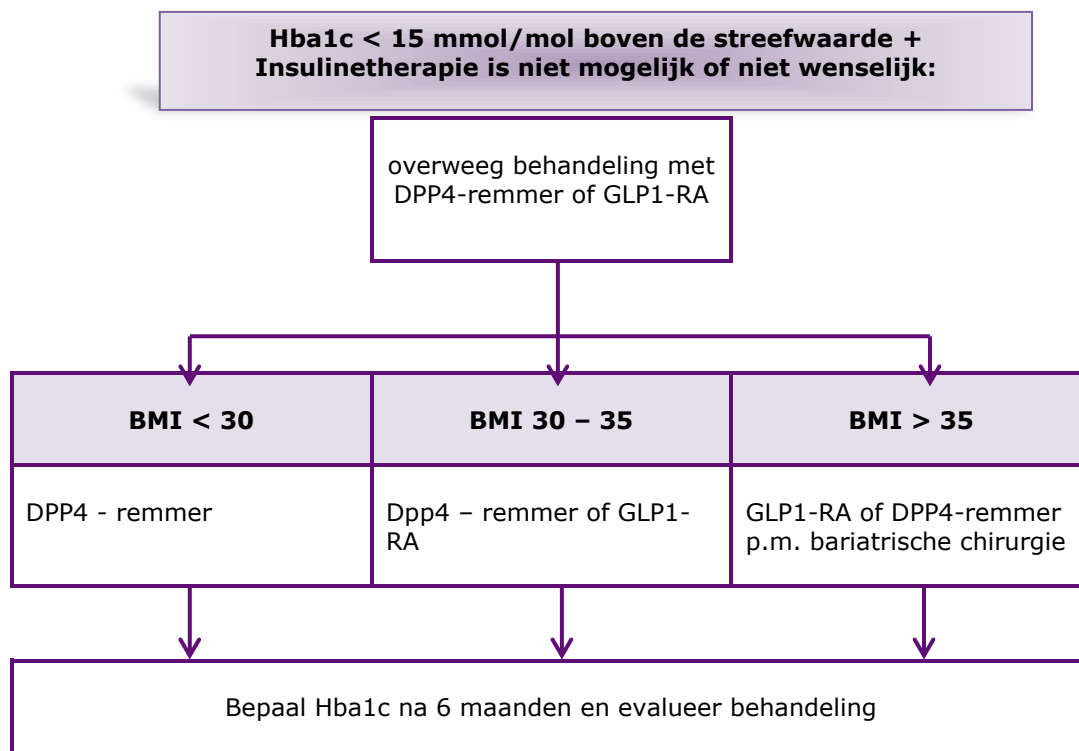 Hba1c < 15 mmol/mol boven de streefwaarde +
Insulinetherapie is niet mogelijk of niet wenselijk:
overweeg behandeling met
DPP4-remmer of GLP1-RA
BMI < 30
BMI 30 – 35
BMI > 35
DPP4 - remmer
Dpp4 – remmer of GLP1-
RA
GLP1-RA of DPP4-remmer
p.m. bariatrische chirurgie
Bepaal Hba1c na 6 maanden en evalueer behandeling